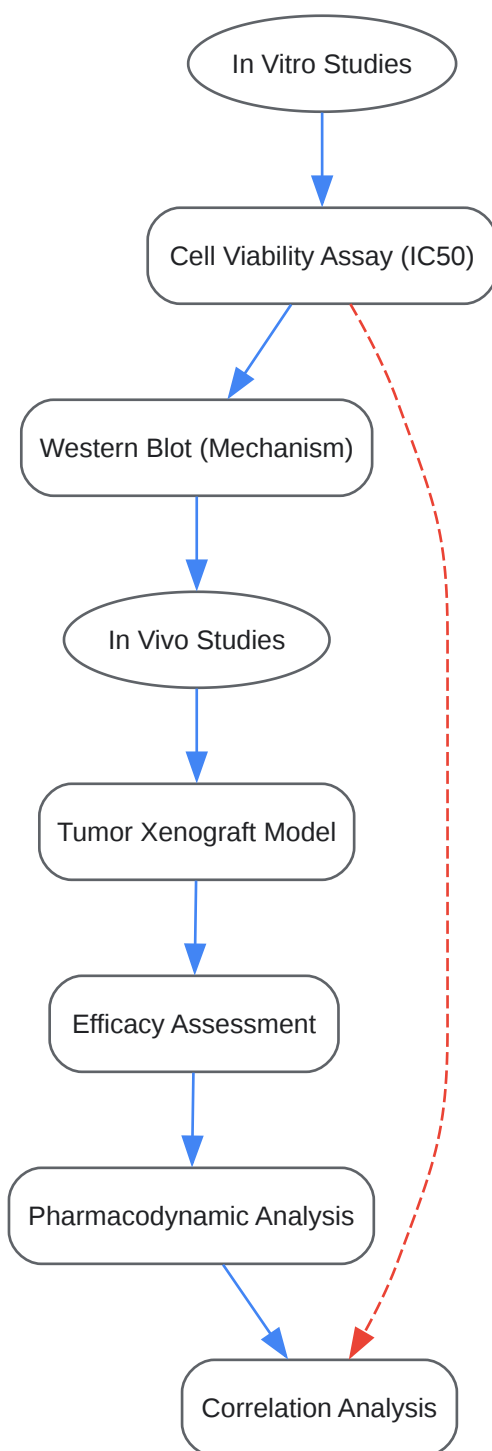 In Vitro Studies
Cell Viability Assay (IC50)
Western Blot (Mechanism)
In Vivo Studies
Tumor Xenograft Model
Efficacy Assessment
Pharmacodynamic Analysis
Correlation Analysis